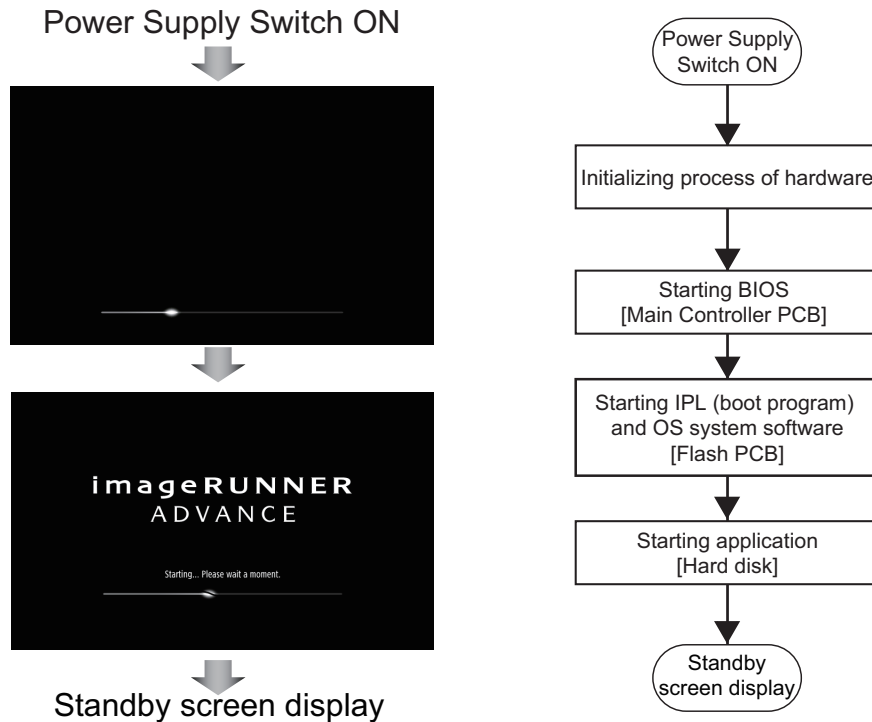 Power Supply Switch ON
imageRUNNER
ADVANCE
Starting... Please wait a moment.
Standby screen display
Power Supply
Switch ON
Initializing process of hardware
Starting BIOS
[Main Controller PCB]
Starting IPL (boot program)
and OS system software
[Flash PCB]
Starting application
[Hard disk]
Standby
screen display